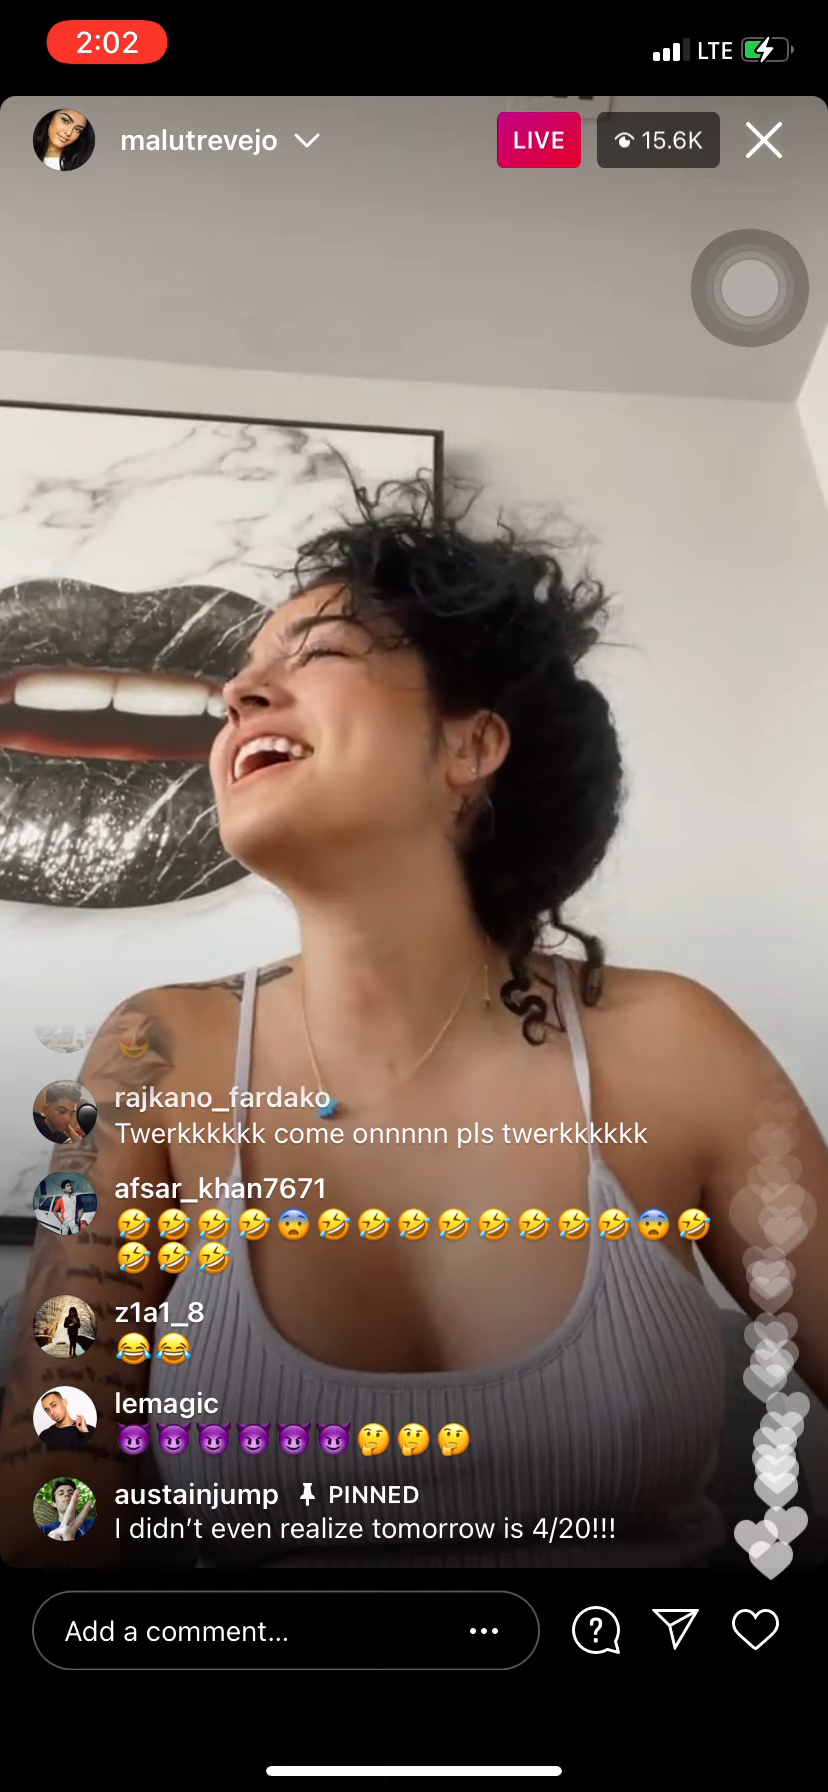 2:02
LTE
malutrevejo
LIVE
15.6K
rajkano_fardako
Twerkkkkkk come onnnnn pls twerkkkkkk
afsar_khan7671
🤣🤣🤣🤣😨🤣🤣🤣🤣🤣🤣🤣🤣😨🤣
🤣🤣🤣
z1a1_8
😂😂
lemagic
😈😈😈😈😈😈🤔🤔🤔
austainjump PINNED
I didn’t even realize tomorrow is 4/20!!!
Add a comment...